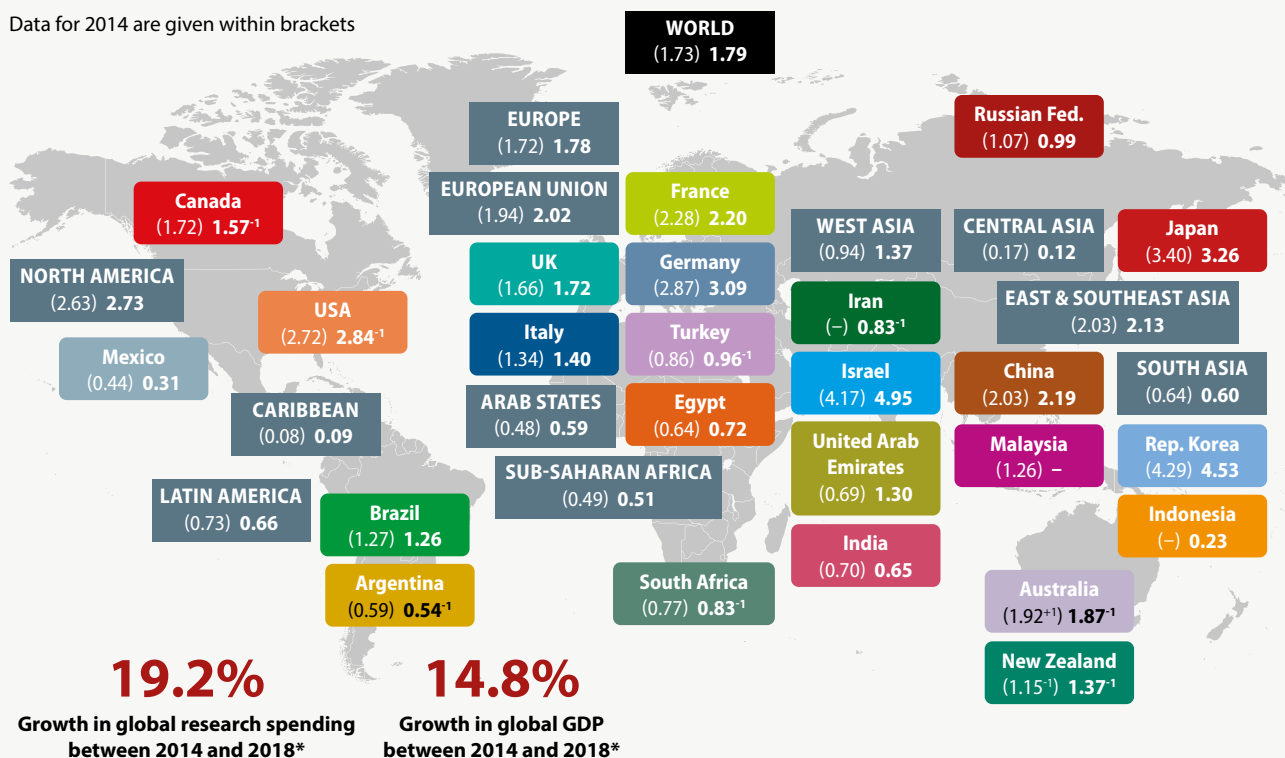 Data for 2014 are given within brackets
WORLD
(1.73) 1.79
EUROPE
(1.72) 1.78
Russian Fed.
(1.07) 0.99
Canada
(1.72) 1.57⁻¹
EUROPEAN UNION
(1.94) 2.02
France
(2.28) 2.20
WEST ASIA
(0.94) 1.37
CENTRAL ASIA
(0.17) 0.12
Japan
(3.40) 3.26
NORTH AMERICA
(2.63) 2.73
USA
(2.72) 2.84⁻¹
UK
(1.66) 1.72
Germany
(2.87) 3.09
Iran
(–) 0.83⁻¹
EAST & SOUTHEAST ASIA
(2.03) 2.13
Mexico
(0.44) 0.31
Italy
(1.34) 1.40
Turkey
(0.86) 0.96⁻¹
Israel
(4.17) 4.95
China
(2.03) 2.19
SOUTH ASIA
(0.64) 0.60
CARIBBEAN
(0.08) 0.09
ARAB STATES
(0.48) 0.59
Egypt
(0.64) 0.72
United Arab
Emirates
(0.69) 1.30
Malaysia
(1.26) –
Rep. Korea
(4.29) 4.53
SUB-SAHARAN AFRICA
(0.49) 0.51
LATIN AMERICA
(0.73) 0.66
Brazil
(1.27) 1.26
Indonesia
(–) 0.23
India
(0.70) 0.65
Argentina
(0.59) 0.54⁻¹
South Africa
(0.77) 0.83⁻¹
Australia
(1.92⁺¹) 1.87⁻¹
New Zealand
(1.15⁻¹) 1.37⁻¹
19.2%
Growth in global research spending
between 2014 and 2018*
14.8%
Growth in global GDP
between 2014 and 2018*